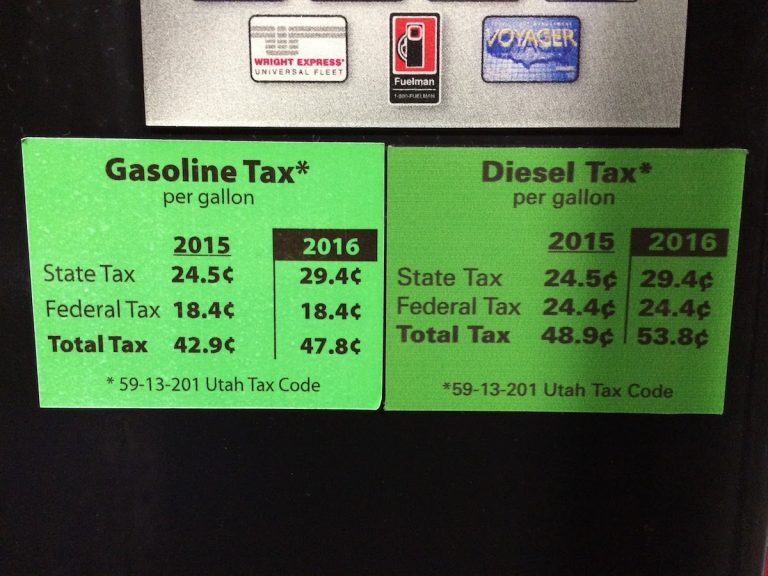 WRIGHT EXPRESS®
UNIVERSAL FLEET
Fuelman
1-800-FUELMAN
VOYAGER
Gasoline Tax*
per gallon
2015 2016
State Tax 24.5¢ 29.4¢
Federal Tax 18.4¢ 18.4¢
Total Tax 42.9¢ 47.8¢
* 59-13-201 Utah Tax Code
Diesel Tax*
per gallon
2015 2016
State Tax 24.5¢ 29.4¢
Federal Tax 24.4¢ 24.4¢
Total Tax 48.9¢ 53.8¢
*59-13-201 Utah Tax Code